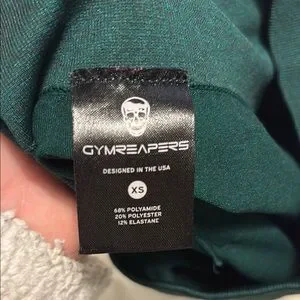 GYMREAPERS
DESIGNED IN THE USA
XS
68% POLYAMIDE
20% POLYESTER
12% ELASTANE